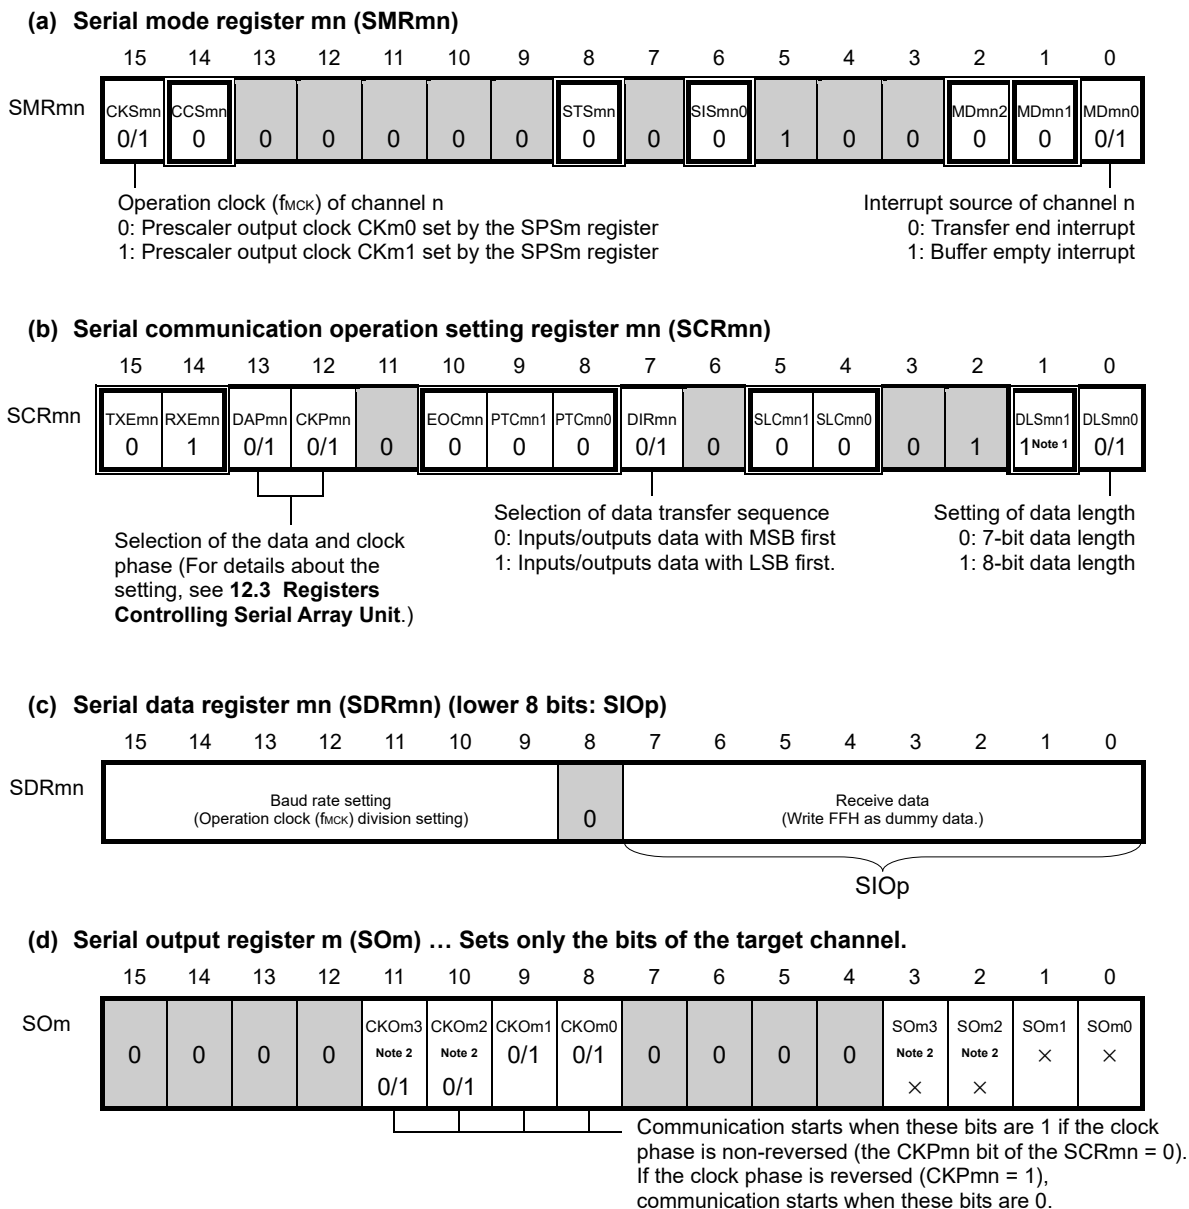 (a) Serial mode register mn (SMRmn)
15 14 13 12 11 10 9 8 7 6 5 4 3 2 1 0
SMRmn
CKSmn CCSmn STSmn SISmn0 MDmn2 MDmn1 MDmn0
0/1 0 0 0 0 0 0 0 0 0 1 0 0 0 0 0/1
Operation clock (fMCK) of channel n
0: Prescaler output clock CKm0 set by the SPSm register
1: Prescaler output clock CKm1 set by the SPSm register
Interrupt source of channel n
0: Transfer end interrupt
1: Buffer empty interrupt
(b) Serial communication operation setting register mn (SCRmn)
15 14 13 12 11 10 9 8 7 6 5 4 3 2 1 0
SCRmn
TXEmn RXEmn DAPmn CKPmn EOCmn PTCmn1 PTCmn0 DIRmn SLCmn1 SLCmn0 DLSmn1 DLSmn0
0 1 0/1 0/1 0 0 0 0 0/1 0 0 0 0 1 1 Note 1 0/1
Selection of the data and clock
phase (For details about the
setting, see 12.3 Registers
Controlling Serial Array Unit.)
Selection of data transfer sequence
0: Inputs/outputs data with MSB first
1: Inputs/outputs data with LSB first.
Setting of data length
0: 7-bit data length
1: 8-bit data length
(c) Serial data register mn (SDRmn) (lower 8 bits: SIOp)
15 14 13 12 11 10 9 8 7 6 5 4 3 2 1 0
SDRmn
Baud rate setting
(Operation clock (fMCK) division setting)
0
Receive data
(Write FFH as dummy data.)
SIOp
(d) Serial output register m (SOm) … Sets only the bits of the target channel.
15 14 13 12 11 10 9 8 7 6 5 4 3 2 1 0
SOm
CKOm3 CKOm2 CKOm1 CKOm0 SOm3 SOm2 SOm1 SOm0
0 0 0 0 Note 2 Note 2 0/1 0/1 0 0 0 0 Note 2 Note 2 × ×
0/1 0/1 × ×
Communication starts when these bits are 1 if the clock
phase is non-reversed (the CKPmn bit of the SCRmn = 0).
If the clock phase is reversed (CKPmn = 1),
communication starts when these bits are 0.